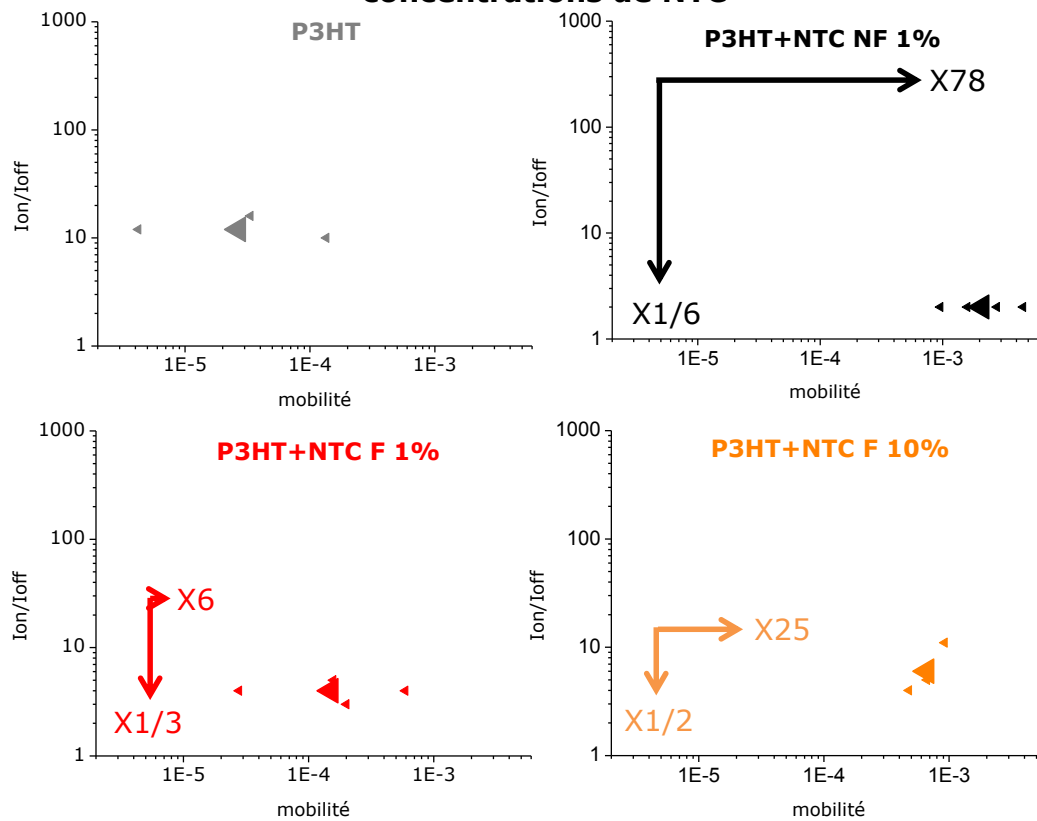 concentrations de NTC
P3HT
1000
100
10
1
Ion/Ioff
1E-5 1E-4 1E-3
mobilité
P3HT+NTC NF 1%
1000
100
10
1
Ion/Ioff
X78
X1/6
1E-5 1E-4 1E-3
mobilité
P3HT+NTC F 1%
1000
100
10
1
Ion/Ioff
X6
X1/3
1E-5 1E-4 1E-3
mobilité
P3HT+NTC F 10%
1000
100
10
1
Ion/Ioff
X25
X1/2
1E-5 1E-4 1E-3
mobilité